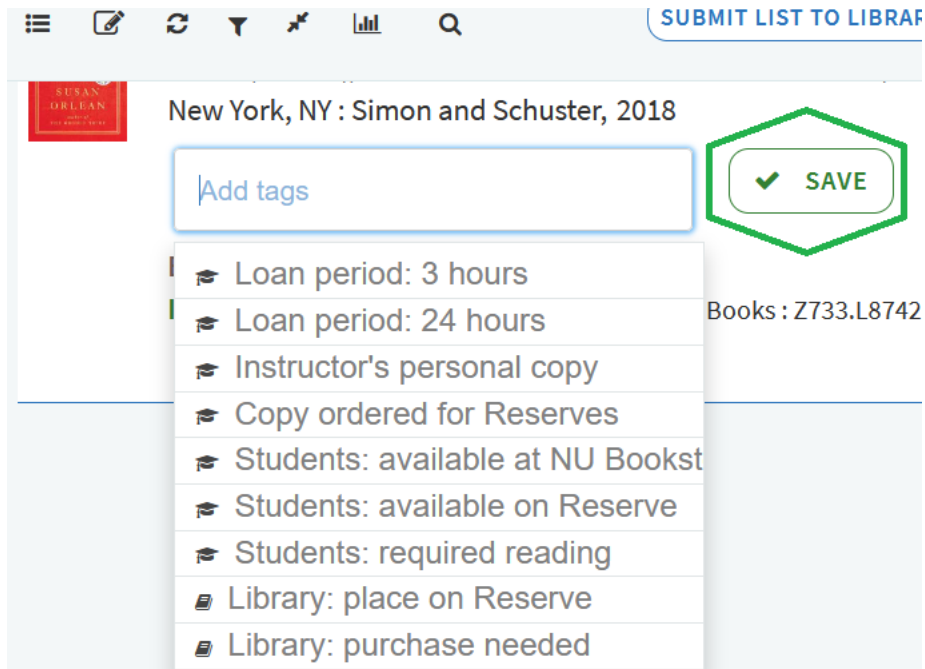 SUBMIT LIST TO LIBRAR
SUSAN
ORLEAN
New York, NY : Simon and Schuster, 2018
Add tags
SAVE
Loan period: 3 hours
Loan period: 24 hours
Books : Z733.L8742
Instructor's personal copy
Copy ordered for Reserves
Students: available at NU Bookst
Students: available on Reserve
Students: required reading
Library: place on Reserve
Library: purchase needed